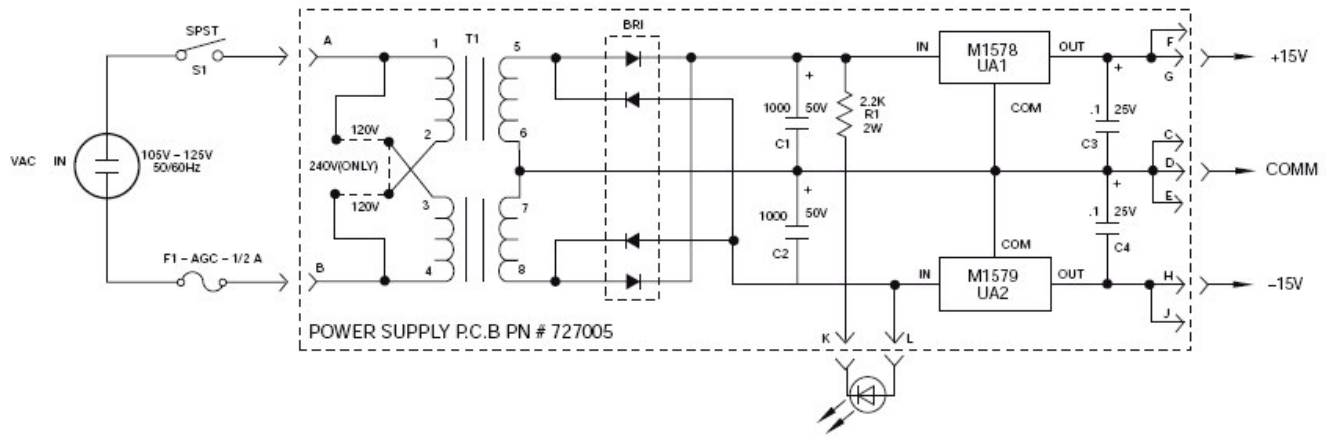 SPST
S1
VAC IN
105V – 125V
50/60Hz
F1 – AGC – 1/2 A
A
B
120V
240V(ONLY)
120V
T1
1
2
3
4
5
6
7
8
BRI
+
1000 50V
C1
2.2K
R1
2W
+
1000 50V
C2
IN
M1578
UA1
OUT
COM
+
.1 25V
C3
COM
+
.1 25V
C4
IN
M1579
UA2
OUT
F
G
+15V
C
D
E
COMM
H
J
–15V
K
L
POWER SUPPLY P.C.B PN # 727005